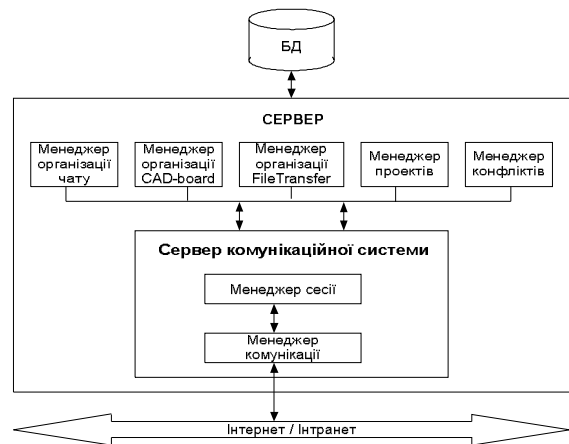 БД
СЕРВЕР
Менеджер
організації
чату
Менеджер
організації
CAD-board
Менеджер
організації
FileTransfer
Менеджер
проектів
Менеджер
конфліктів
Сервер комунікаційної системи
Менеджер сесії
Менеджер
комунікації
Інтернет / Інтранет